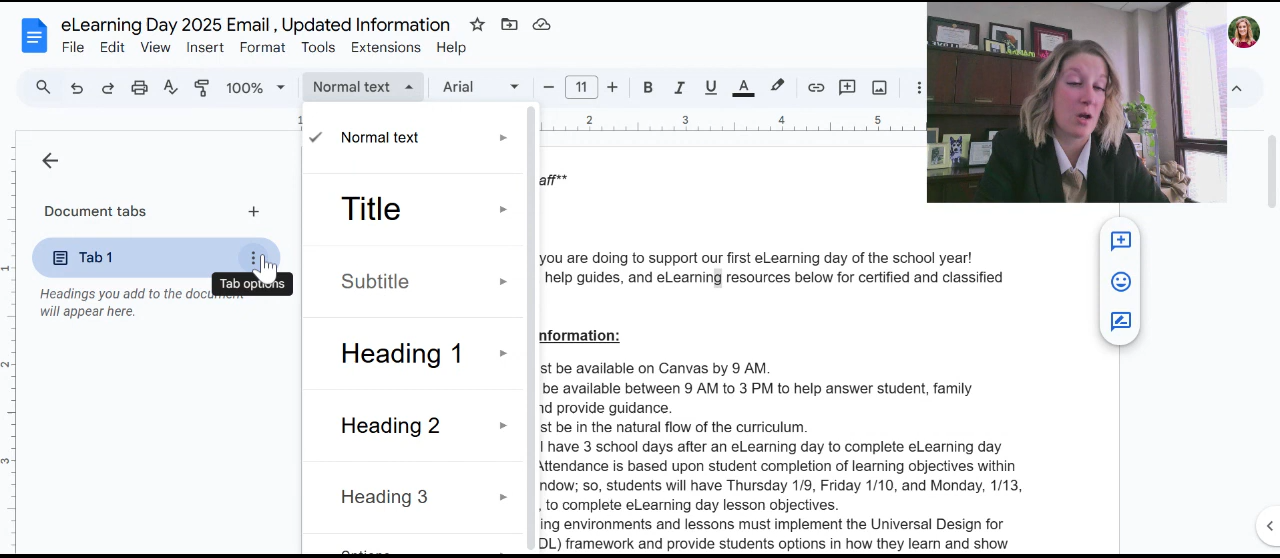 eLearning Day 2025 Email , Updated Information
File Edit View Insert Format Tools Extensions Help
100% Normal text Arial 11 B I U A
1 2 3 4 5
Normal text
Title
Subtitle
Heading 1
Heading 2
Heading 3
Document tabs
Tab 1
Tab options
Headings you add to the document
will appear here.
aff**
you are doing to support our first eLearning day of the school year!
help guides, and eLearning resources below for certified and classified
nformation:
st be available on Canvas by 9 AM.
be available between 9 AM to 3 PM to help answer student, family
nd provide guidance.
st be in the natural flow of the curriculum.
l have 3 school days after an eLearning day to complete eLearning day
Attendance is based upon student completion of learning objectives within
ndow; so, students will have Thursday 1/9, Friday 1/10, and Monday, 1/13,
, to complete eLearning day lesson objectives.
ing environments and lessons must implement the Universal Design for
DL) framework and provide students options in how they learn and show
1
2
3